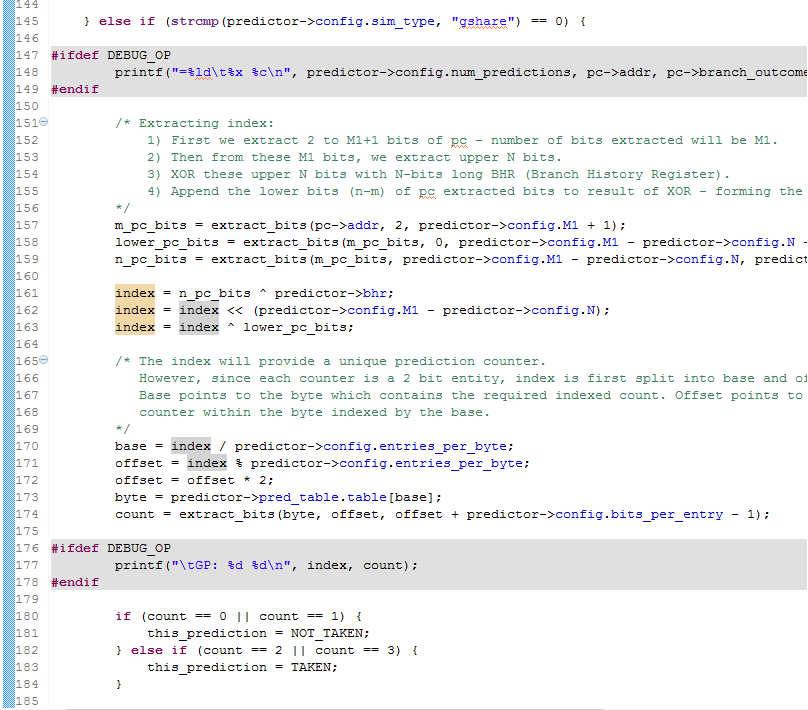 144
145 } else if (strcmp(predictor->config.sim_type, "gshare") == 0) {
146
147 #ifdef DEBUG_OP
148 printf("=%ld\t%x %c\n", predictor->config.num_predictions, pc->addr, pc->branch_outcome
149 #endif
150
151 /* Extracting index:
152 1) First we extract 2 to M1+1 bits of pc - number of bits extracted will be M1.
153 2) Then from these M1 bits, we extract upper N bits.
154 3) XOR these upper N bits with N-bits long BHR (Branch History Register).
155 4) Append the lower bits (n-m) of pc extracted bits to result of XOR - forming the
156 */
157 m_pc_bits = extract_bits(pc->addr, 2, predictor->config.M1 + 1);
158 lower_pc_bits = extract_bits(m_pc_bits, 0, predictor->config.M1 - predictor->config.N -
159 n_pc_bits = extract_bits(m_pc_bits, predictor->config.M1 - predictor->config.N, predict
160
161 index = n_pc_bits ^ predictor->bhr;
162 index = index << (predictor->config.M1 - predictor->config.N);
163 index = index ^ lower_pc_bits;
164
165 /* The index will provide a unique prediction counter.
166 However, since each counter is a 2 bit entity, index is first split into base and of
167 Base points to the byte which contains the required indexed count. Offset points to
168 counter within the byte indexed by the base.
169 */
170 base = index / predictor->config.entries_per_byte;
171 offset = index % predictor->config.entries_per_byte;
172 offset = offset * 2;
173 byte = predictor->pred_table.table[base];
174 count = extract_bits(byte, offset, offset + predictor->config.bits_per_entry - 1);
175
176 #ifdef DEBUG_OP
177 printf("\tGP: %d %d\n", index, count);
178 #endif
179
180 if (count == 0 || count == 1) {
181 this_prediction = NOT_TAKEN;
182 } else if (count == 2 || count == 3) {
183 this_prediction = TAKEN;
184 }
185